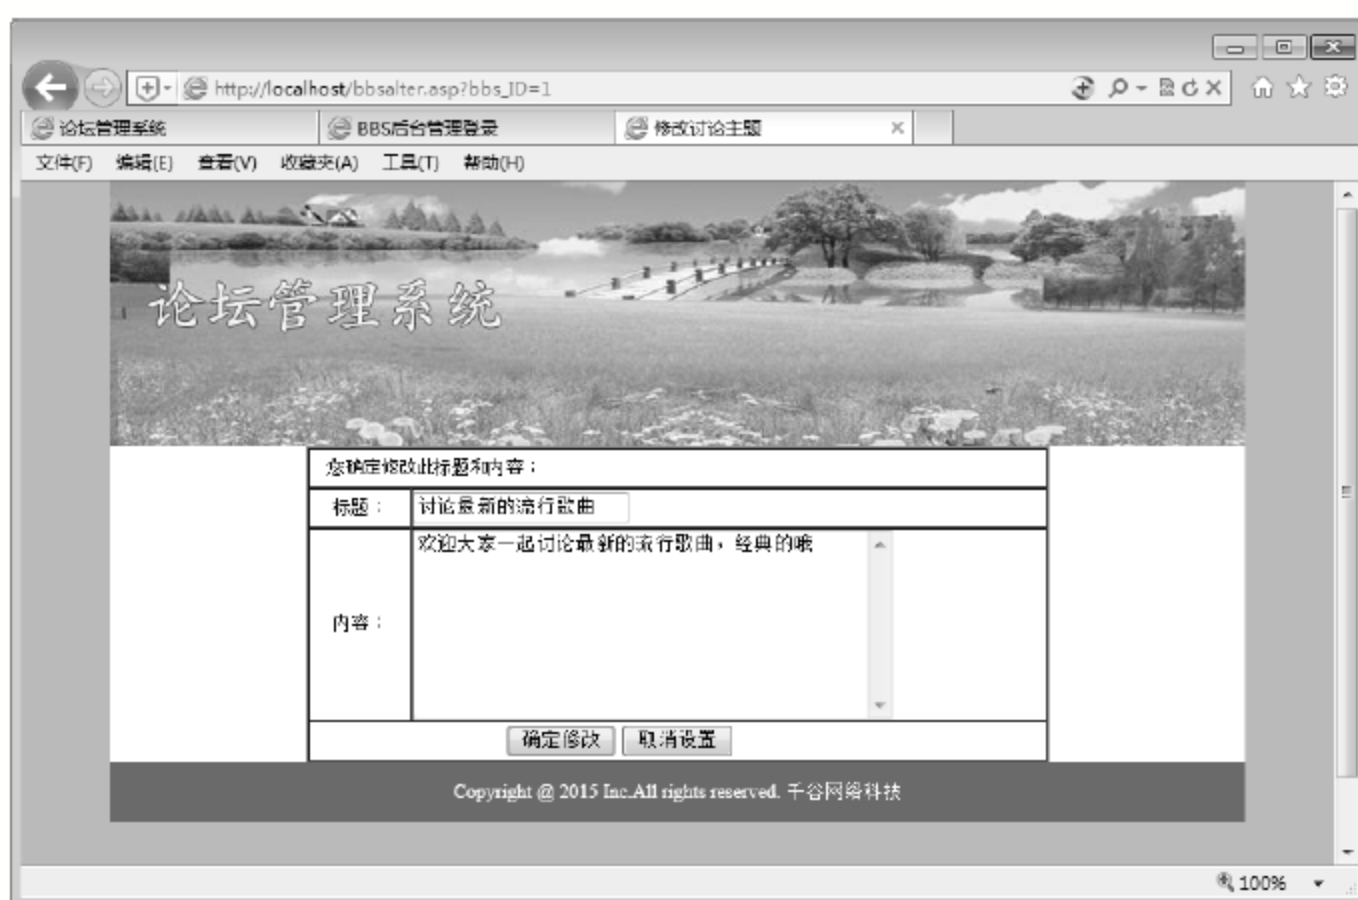 http://localhost/bbsalter.asp?bbs_ID=1
论坛管理系统
BBS后台管理登录
修改讨论主题
文件(F) 编辑(E) 查看(V) 收藏夹(A) 工具(T) 帮助(H)
论坛管理系统
您确定修改此标题和内容：
标题： 讨论最新的流行歌曲
欢迎大家一起讨论最新的流行歌曲，经典的哦
内容：
确定修改 取消设置
Copyright @ 2015 Inc.All rights reserved. 千谷网络科技
100%